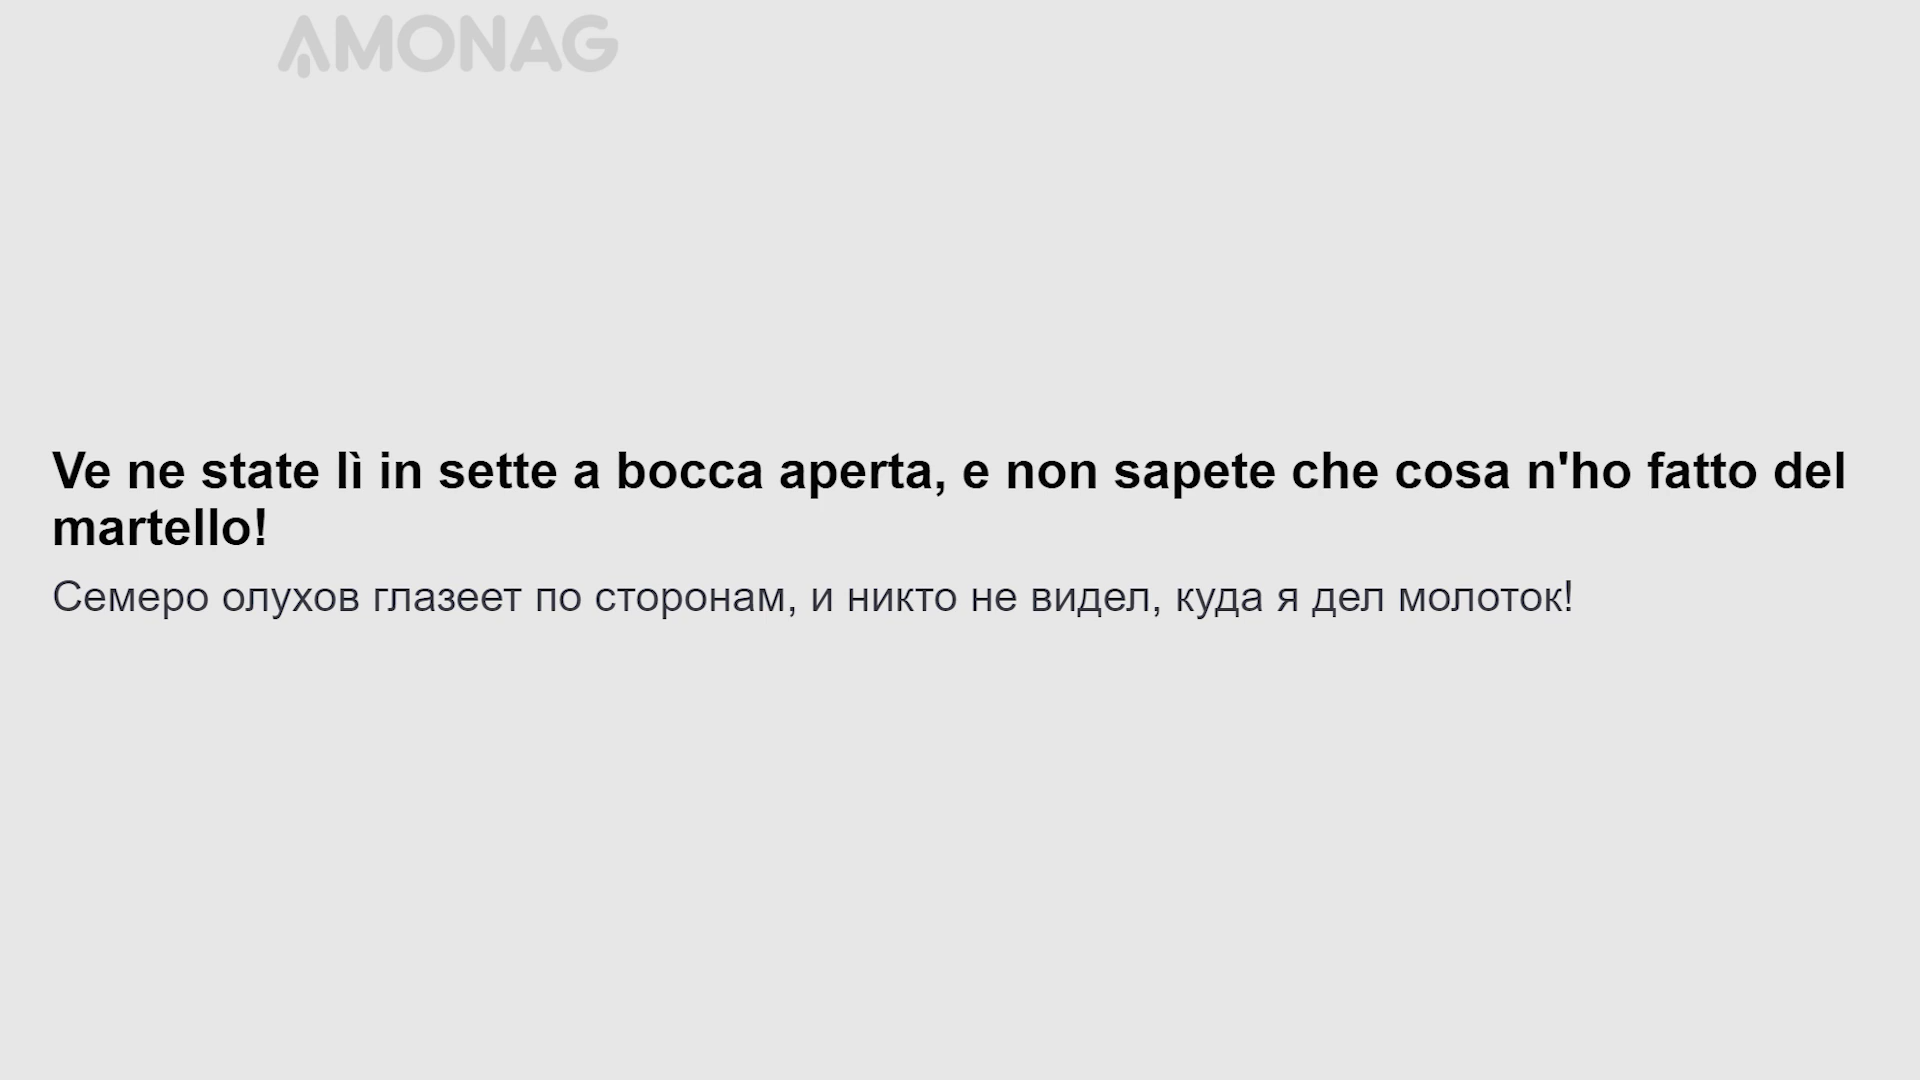 AMONAG
Ve ne state lì in sette a bocca aperta, e non sapete che cosa n'ho fatto del
martello!
Семеро олухов глазеет по сторонам, и никто не видел, куда я дел молоток!